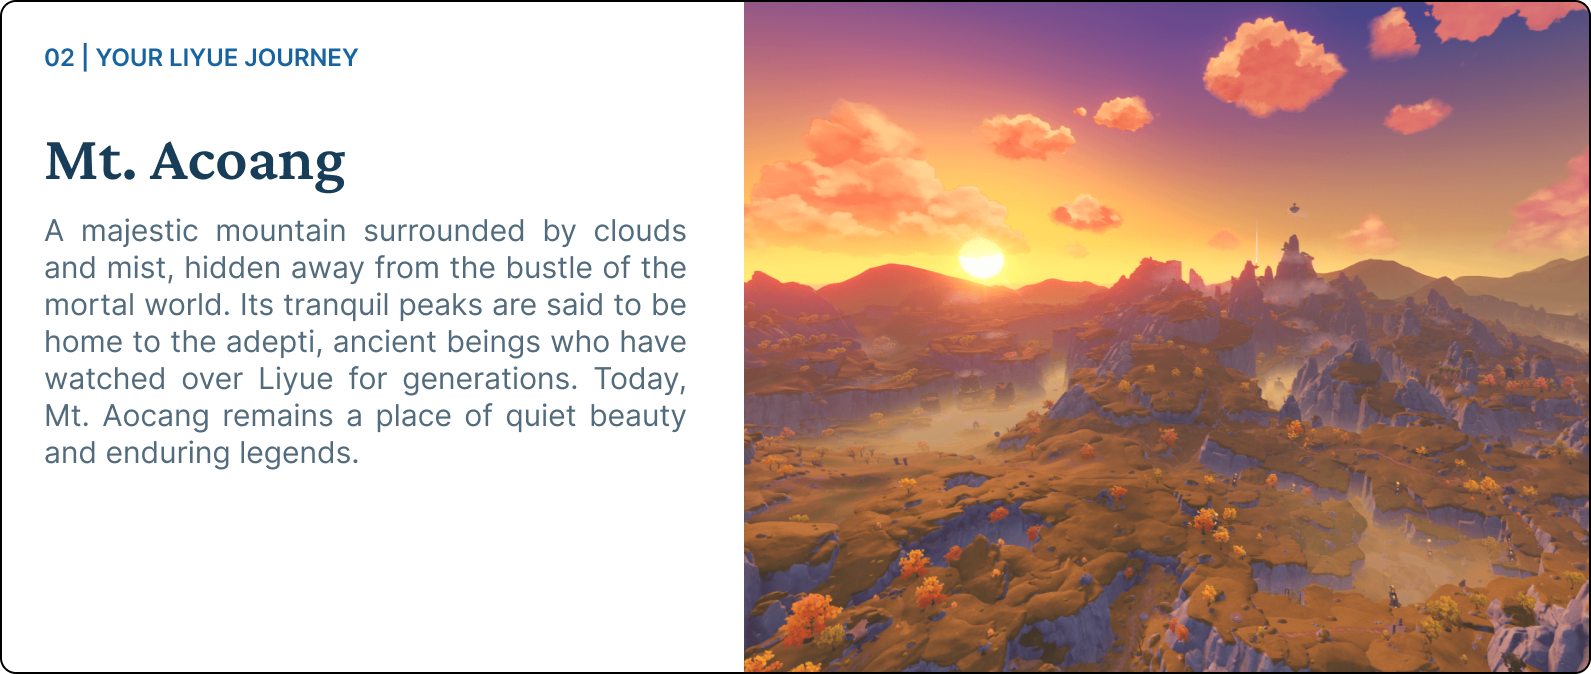 02 | YOUR LIYUE JOURNEY
Mt. Acoang
A majestic mountain surrounded by clouds
and mist, hidden away from the bustle of the
mortal world. Its tranquil peaks are said to be
home to the adepti, ancient beings who have
watched over Liyue for generations. Today,
Mt. Aocang remains a place of quiet beauty
and enduring legends.